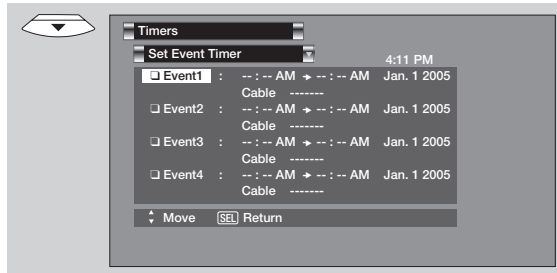 Timers
Set Event Timer
4:11 PM
❏ Event1 : -- : -- AM ➔ -- : -- AM Jan. 1 2005
Cable -------
❏ Event2 : -- : -- AM ➔ -- : -- AM Jan. 1 2005
Cable -------
❏ Event3 : -- : -- AM ➔ -- : -- AM Jan. 1 2005
Cable -------
❏ Event4 : -- : -- AM ➔ -- : -- AM Jan. 1 2005
Cable -------
Move SEL Return